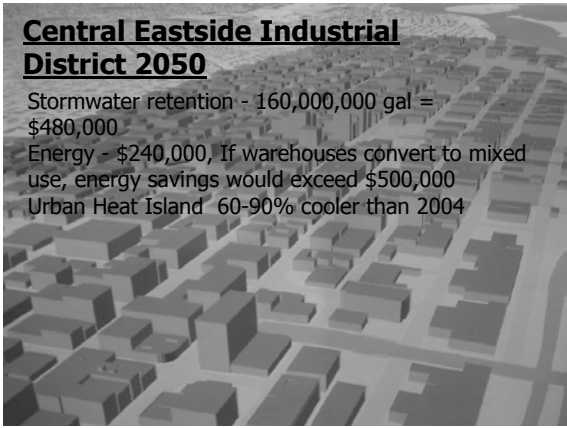 Central Eastside Industrial
District 2050
Stormwater retention - 160,000,000 gal =
$480,000
Energy - $240,000, If warehouses convert to mixed
use, energy savings would exceed $500,000
Urban Heat Island  60-90% cooler than 2004